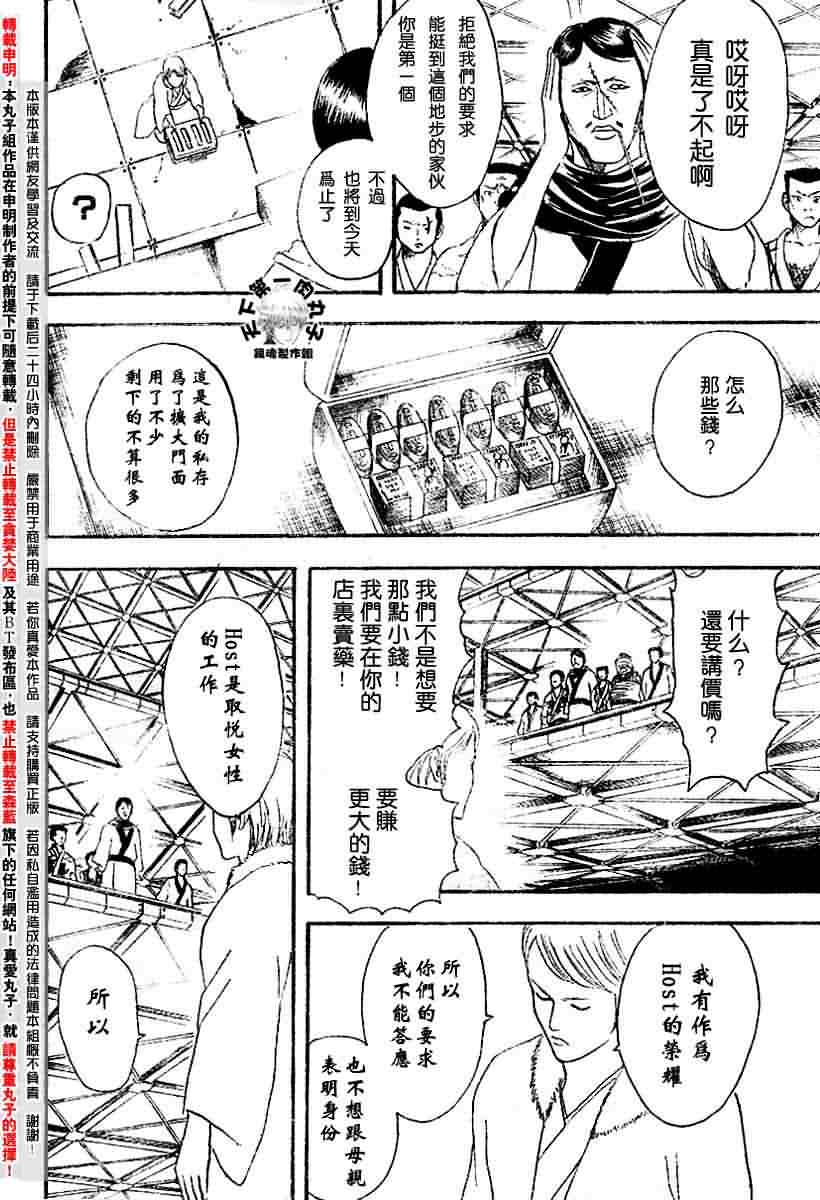 哎呀哎呀
真是了不起啊
拒絕我們的要求
能挺到這個地步的家伙
你是第一個
不過
也將到今天
爲止了
?
天下第一肉丸子
銀魂製作組
怎么
那些錢?
這是我的私存
爲了擴大門面
用了不少
剩下的不算很多
什么?
還要講價嗎?
我們不是想要
那點小錢!
我們要在你的
店裏賣藥!
要賺
更大的錢!
Host是取悅女性
的工作
所以
我有作爲
Host的榮耀
所以
你們的要求
我不能答應
也不想跟母親
表明身份
本版本僅供網友學習及交流 請于下載后二十四小時內刪除 嚴禁用于商業用途 若你真愛本作品 請支持購買正版 若因私自濫用造成的法律問題本組概不負責 謝謝!
轉載申明:本丸子組作品在申明制作者的前提下可隨意轉載,但是禁止轉載至貪婪大陸及其BT發布區,也禁止轉載至森藍旗下的任何網站!真愛丸子,就請尊重丸子的選擇!